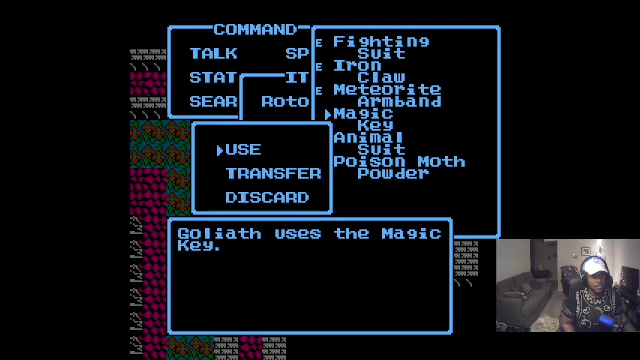 COMMAND
TALK SP
STAT IT
SEAR Roto
E Fighting
Suit
E Iron
Claw
E Meteorite
Armband
▶Magic
Key
Animal
Suit
Poison Moth
Powder
▶USE
TRANSFER
DISCARD
Goliath uses the Magic
Key.